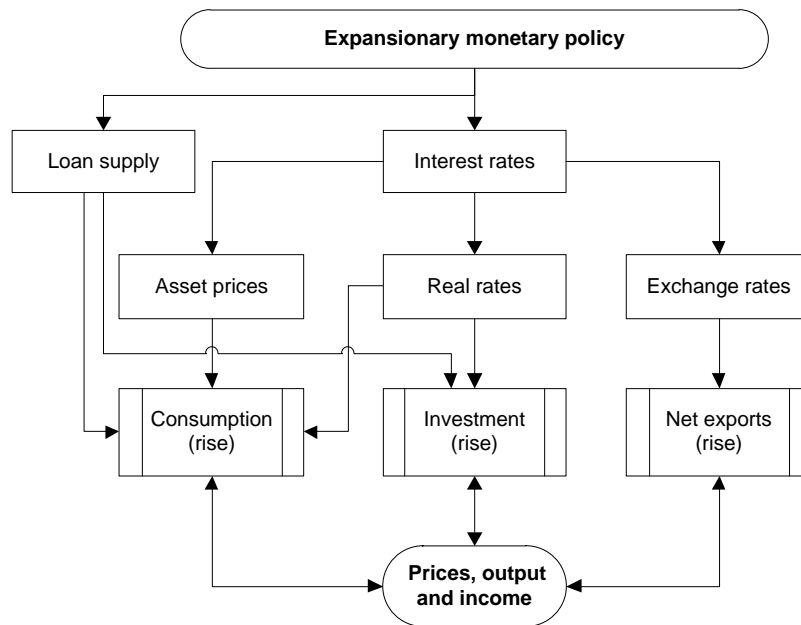 Expansionary monetary policy
Loan supply
Interest rates
Asset prices
Real rates
Exchange rates
Consumption
(rise)
Investment
(rise)
Net exports
(rise)
Prices, output
and income